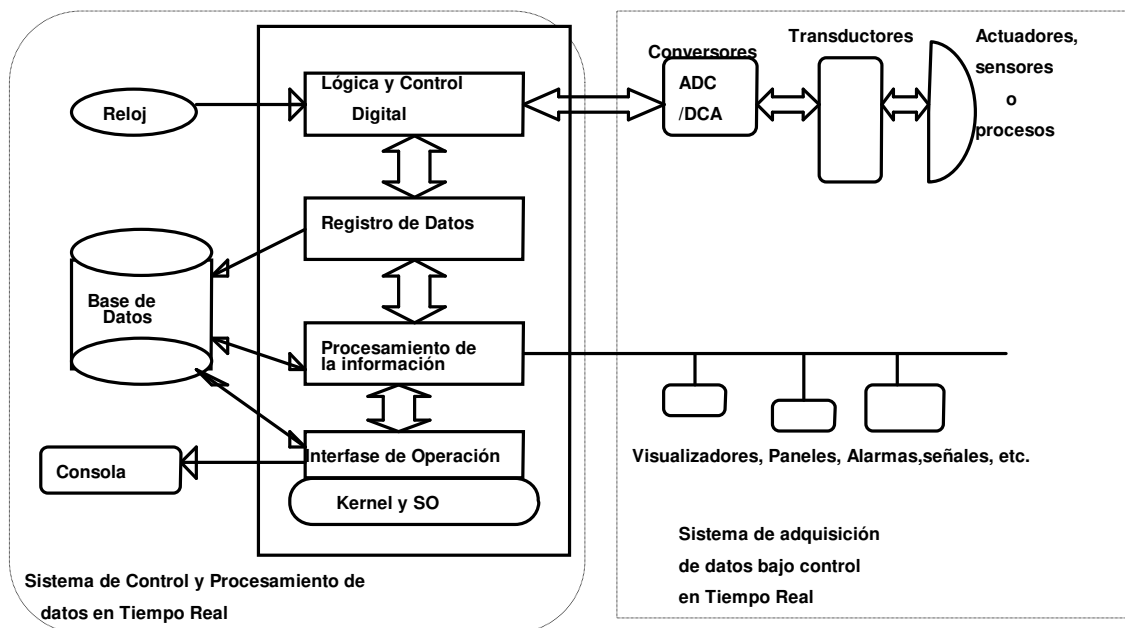 Reloj
Lógica y Control
Digital
Conversores
ADC
/DCA
Transductores
Actuadores,
sensores
o
procesos
Registro de Datos
Base de
Datos
Procesamiento de
la información
Interfase de Operación
Consola
Kernel y SO
Visualizadores, Paneles, Alarmas,señales, etc.
Sistema de Control y Procesamiento de
datos en Tiempo Real
Sistema de adquisición
de datos bajo control
en Tiempo Real